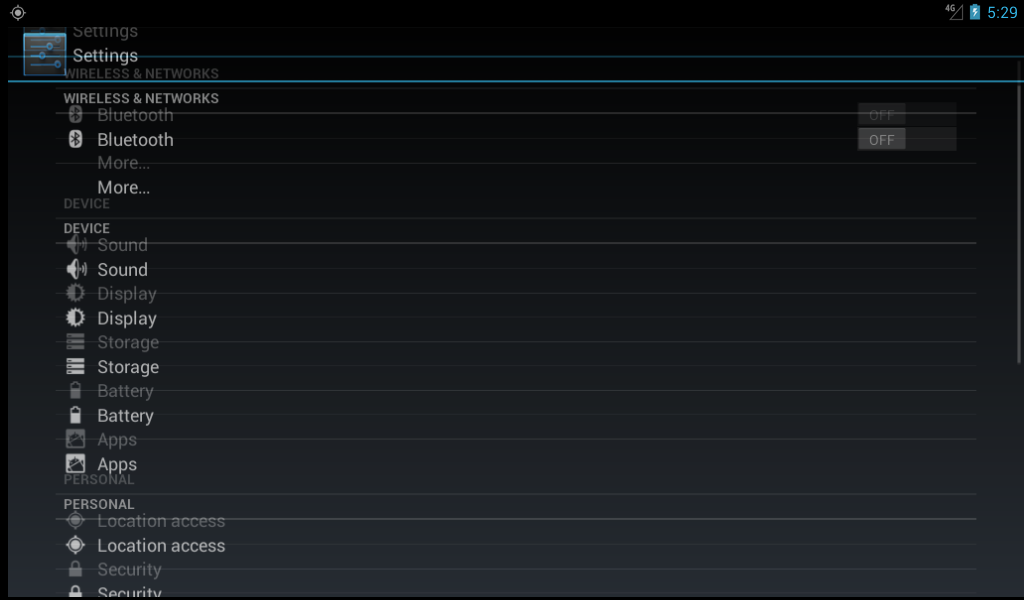 4G 5:29
Settings
Settings
WIRELESS & NETWORKS
WIRELESS & NETWORKS
Bluetooth OFF
Bluetooth OFF
More...
More...
DEVICE
DEVICE
Sound
Sound
Display
Display
Storage
Storage
Battery
Battery
Apps
Apps
PERSONAL
PERSONAL
Location access
Location access
Security
Security